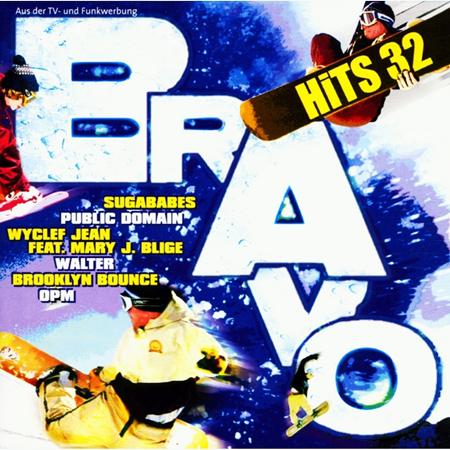 Aus der TV- und Funkwerbung
BRAVO
HiTS 32
SUGABABES
PUBLIC DOMAIN
WYCLEF JEAN
FEAT. MARY J. BLIGE
WALTER
BROOKLYN BOUNCE
OPM